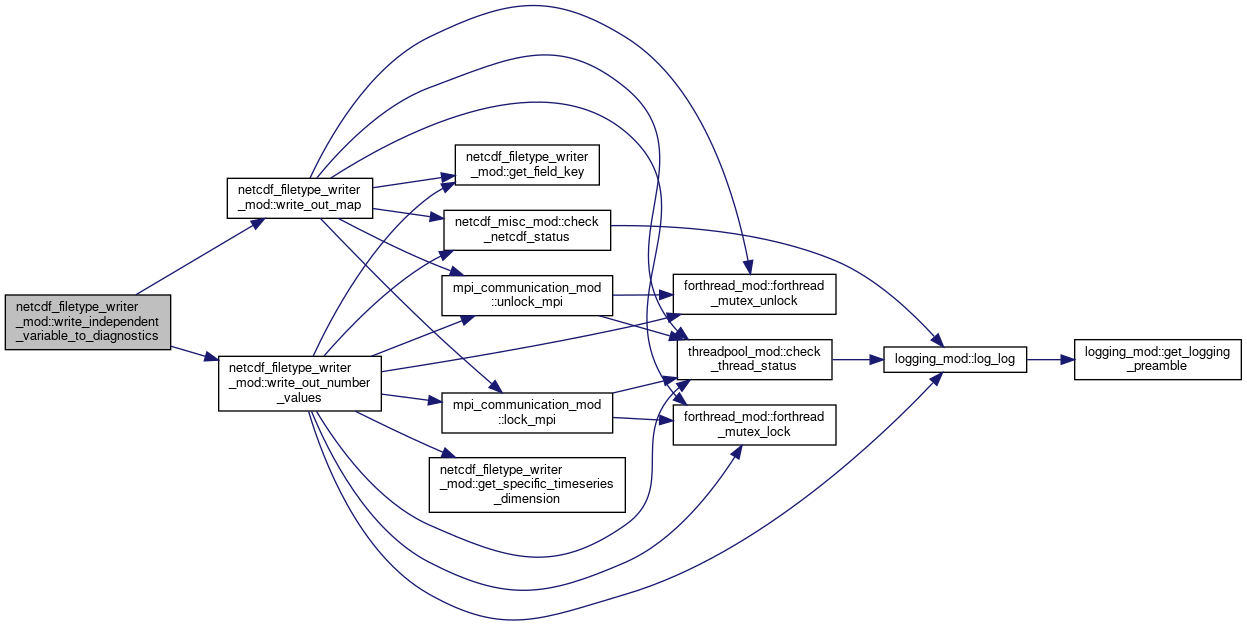 netcdf_filetype_writer
_mod::write_independent
_variable_to_diagnostics
netcdf_filetype_writer
_mod::write_out_map
netcdf_filetype_writer
_mod::write_out_number
_values
netcdf_filetype_writer
_mod::get_field_key
netcdf_misc_mod::check
_netcdf_status
mpi_communication_mod
::unlock_mpi
mpi_communication_mod
::lock_mpi
netcdf_filetype_writer
_mod::get_specific_timeseries
_dimension
forthread_mod::forthread
_mutex_unlock
threadpool_mod::check
_thread_status
forthread_mod::forthread
_mutex_lock
logging_mod::log_log
logging_mod::get_logging
_preamble